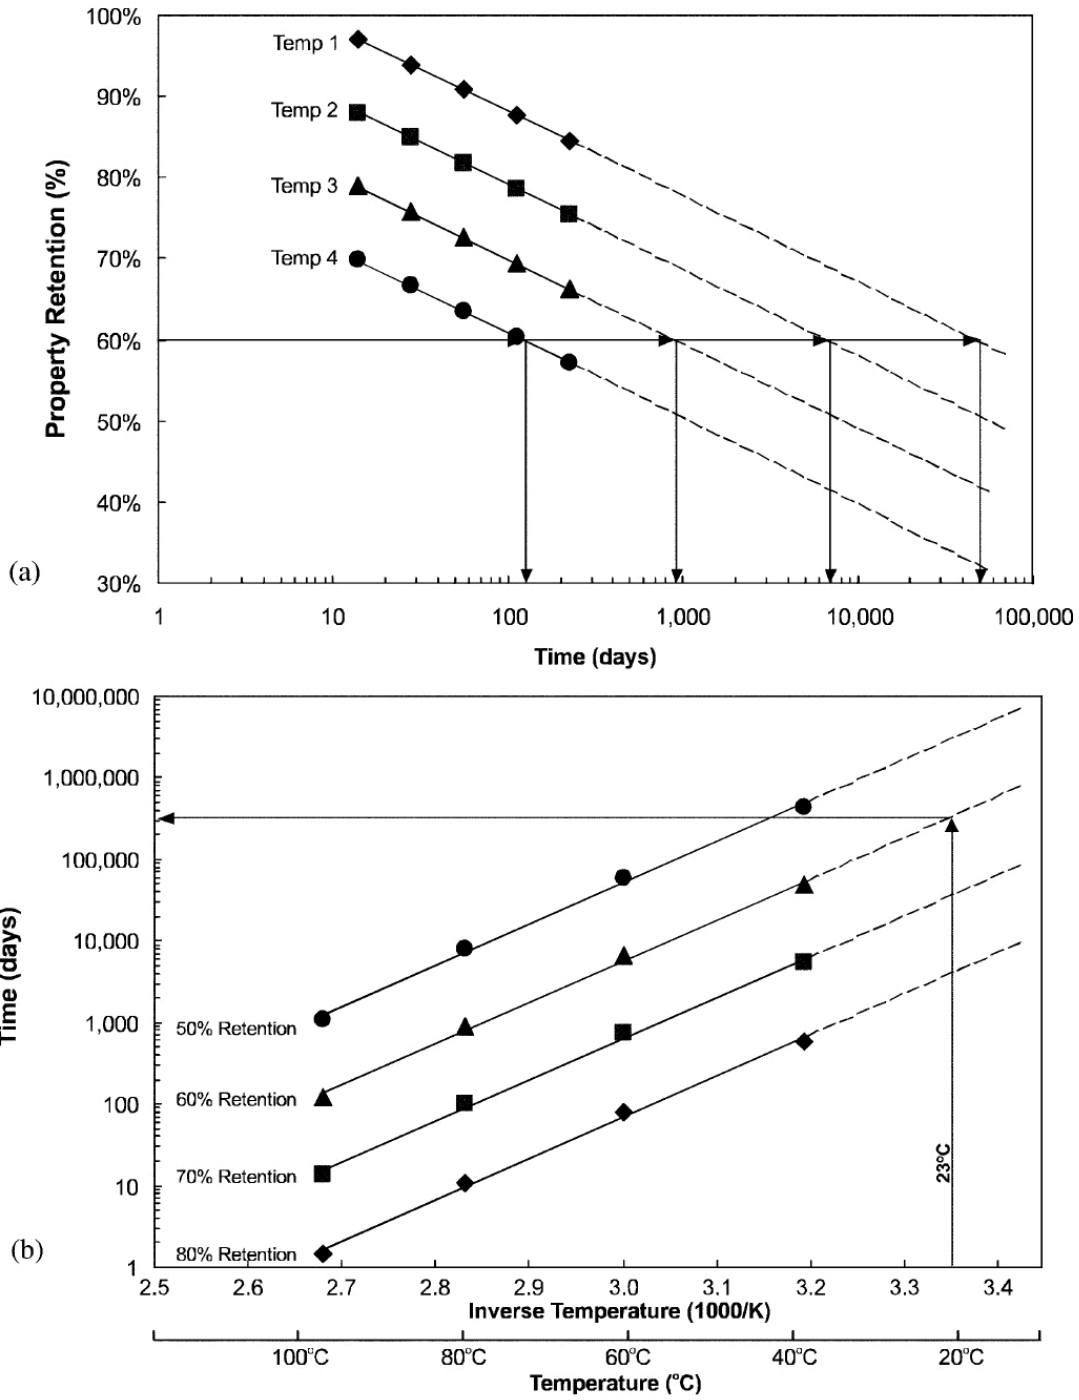 100%
Temp 1
90%
Temp 2
80%
Temp 3
70%
Temp 4
60%
50%
40%
30%
Property Retention (%)
(a)
1 10 100 1,000 10,000 100,000
Time (days)
10,000,000
1,000,000
100,000
10,000
1,000
100
10
1
Time (days)
50% Retention
60% Retention
70% Retention
80% Retention
23°C
(b)
2.5 2.6 2.7 2.8 2.9 3.0 3.1 3.2 3.3 3.4
Inverse Temperature (1000/K)
100°C 80°C 60°C 40°C 20°C
Temperature (°C)